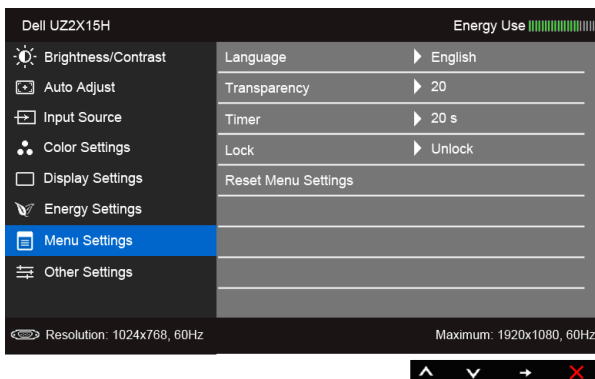 Dell UZ2X15H Energy Use
Brightness/Contrast
Auto Adjust
Input Source
Color Settings
Display Settings
Energy Settings
Menu Settings
Other Settings
Language English
Transparency 20
Timer 20 s
Lock Unlock
Reset Menu Settings
Resolution: 1024x768, 60Hz Maximum: 1920x1080, 60Hz